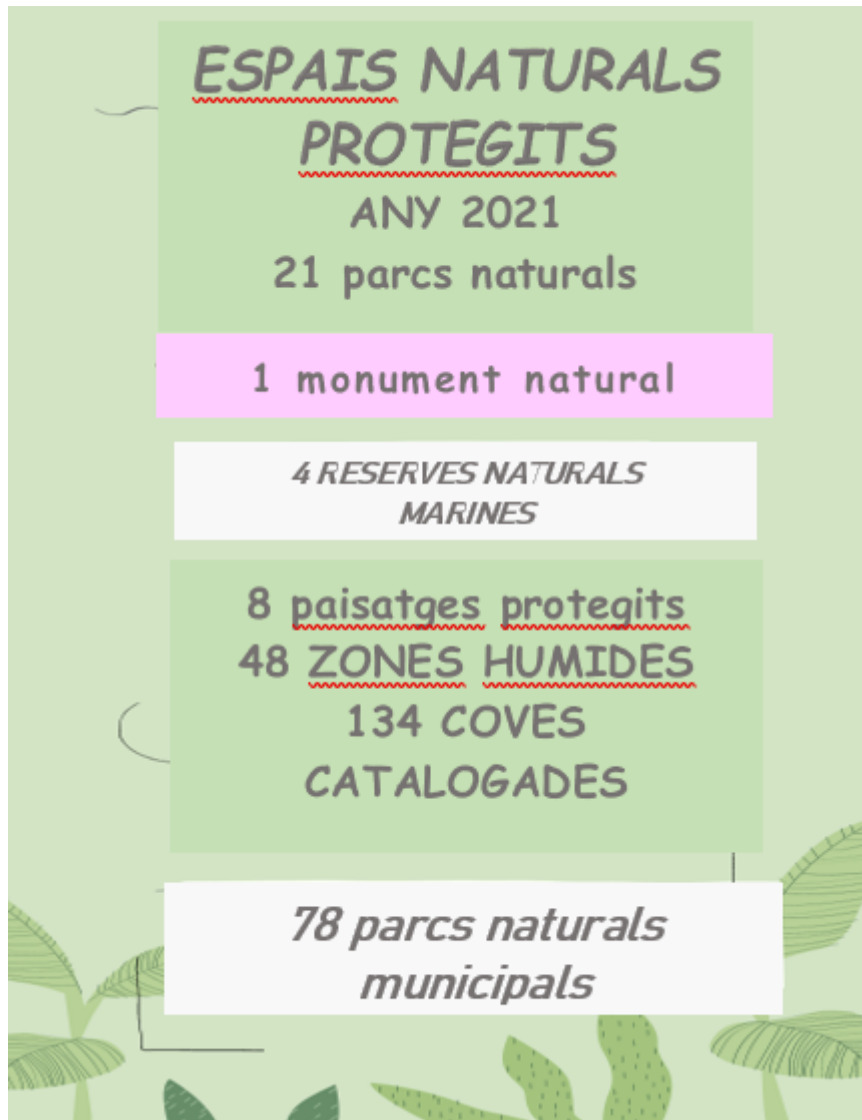 ESPAIS NATURALS
PROTEGITS
ANY 2021
21 parcs naturals
1 monument natural
4 RESERVES NATURALS
MARINES
8 paisatges protegits
48 ZONES HUMIDES
134 COVES
CATALOGADES
78 parcs naturals
municipals